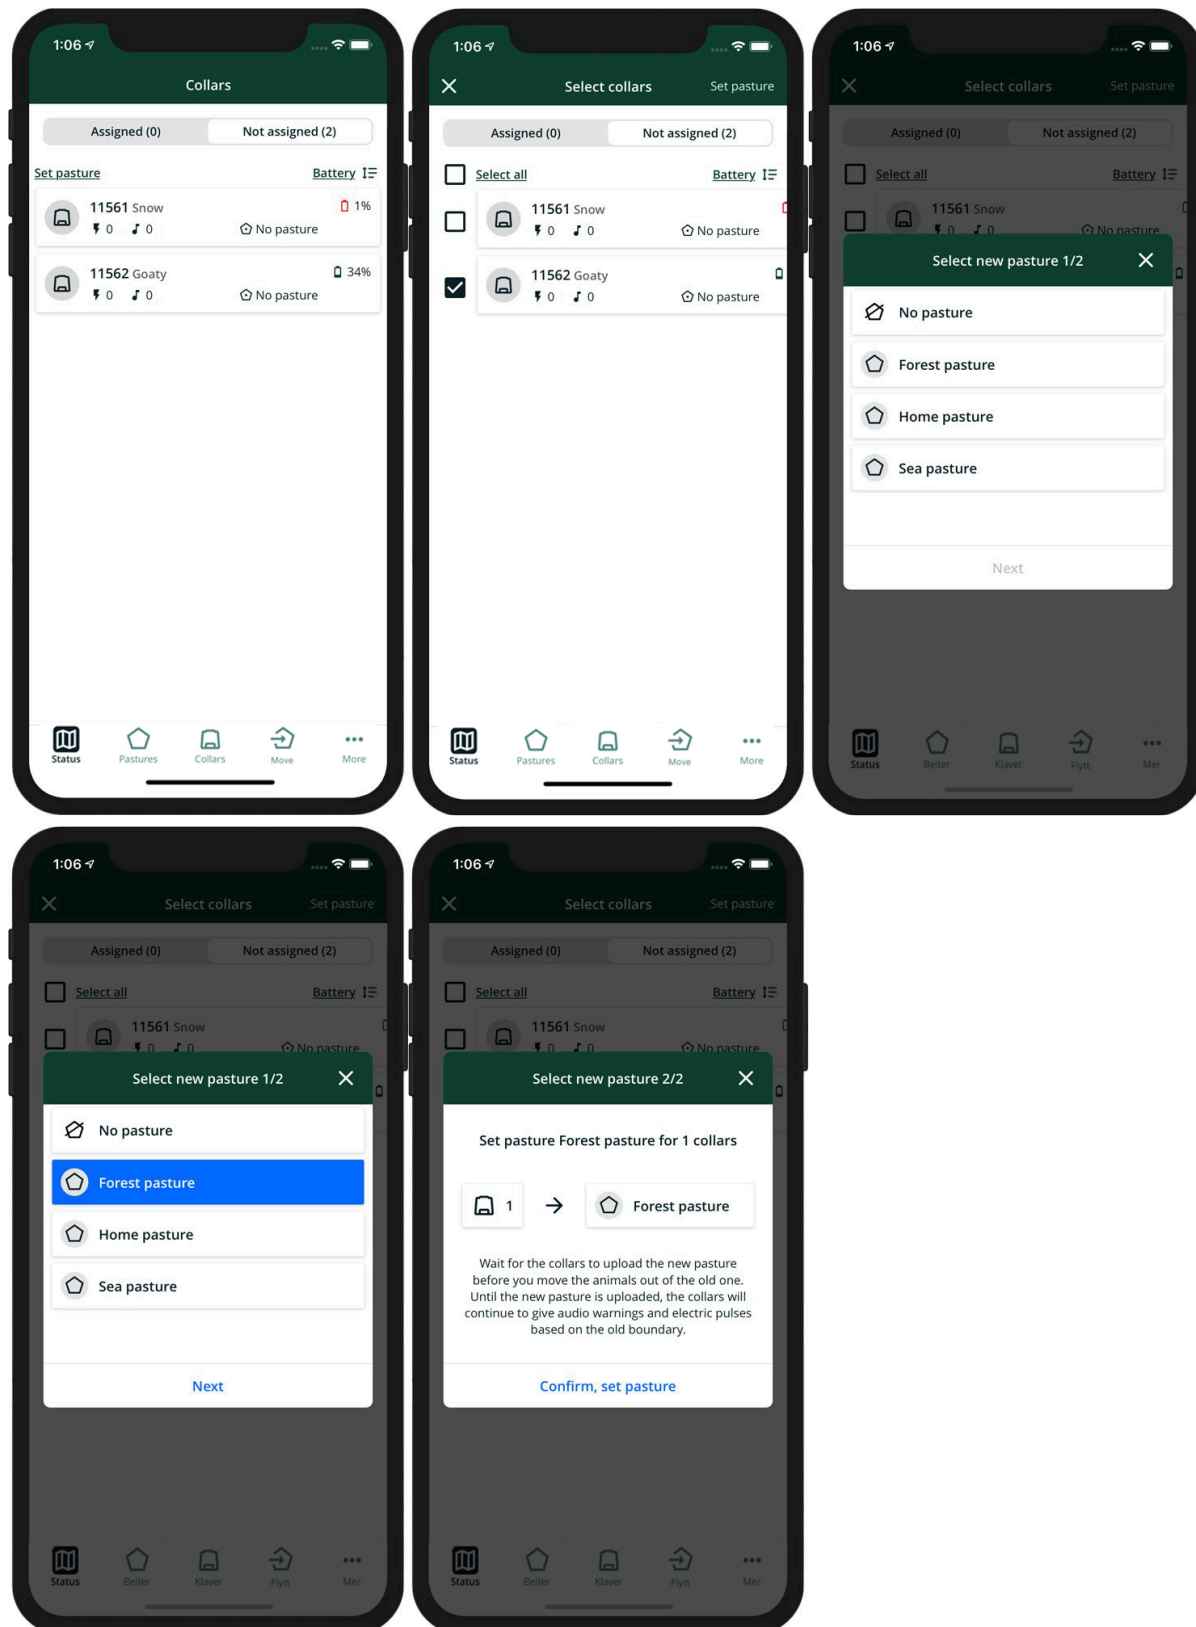 1:06
Collars
Assigned (0)
Not assigned (2)
Set pasture
Battery
11561 Snow
1%
0
0
No pasture
11562 Goaty
34%
0
0
No pasture
Status
Pastures
Collars
Move
More
1:06
Select collars
Set pasture
Assigned (0)
Not assigned (2)
Select all
Battery
11561 Snow
0
0
No pasture
11562 Goaty
0
0
No pasture
Status
Pastures
Collars
Move
More
1:06
Select collars
Set pasture
Assigned (0)
Not assigned (2)
Select all
Battery
11561 Snow
0
0
No pasture
Select new pasture 1/2
No pasture
Forest pasture
Home pasture
Sea pasture
Next
Status
Beiter
Klaver
Flytt
Mer
1:06
Select collars
Set pasture
Assigned (0)
Not assigned (2)
Select all
Battery
11561 Snow
0
0
No pasture
Select new pasture 1/2
No pasture
Forest pasture
Home pasture
Sea pasture
Next
Status
Beiter
Klaver
Flytt
Mer
1:06
Select collars
Set pasture
Assigned (0)
Not assigned (2)
Select all
Battery
11561 Snow
0
0
No pasture
Select new pasture 2/2
Set pasture Forest pasture for 1 collars
1
Forest pasture
Wait for the collars to upload the new pasture
before you move the animals out of the old one.
Until the new pasture is uploaded, the collars will
continue to give audio warnings and electric pulses
based on the old boundary.
Confirm, set pasture
Status
Beiter
Klaver
Flytt
Mer